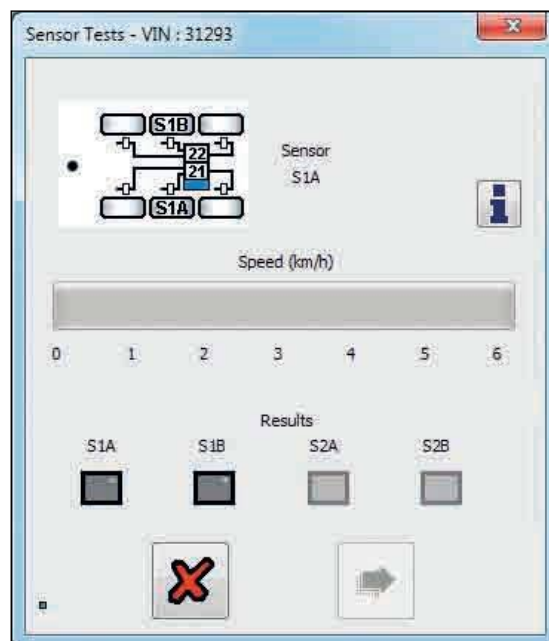 Sensor Tests - VIN : 31293
S1B
22
21
S1A
Sensor
S1A
Speed (km/h)
0 1 2 3 4 5 6
Results
S1A S1B S2A S2B